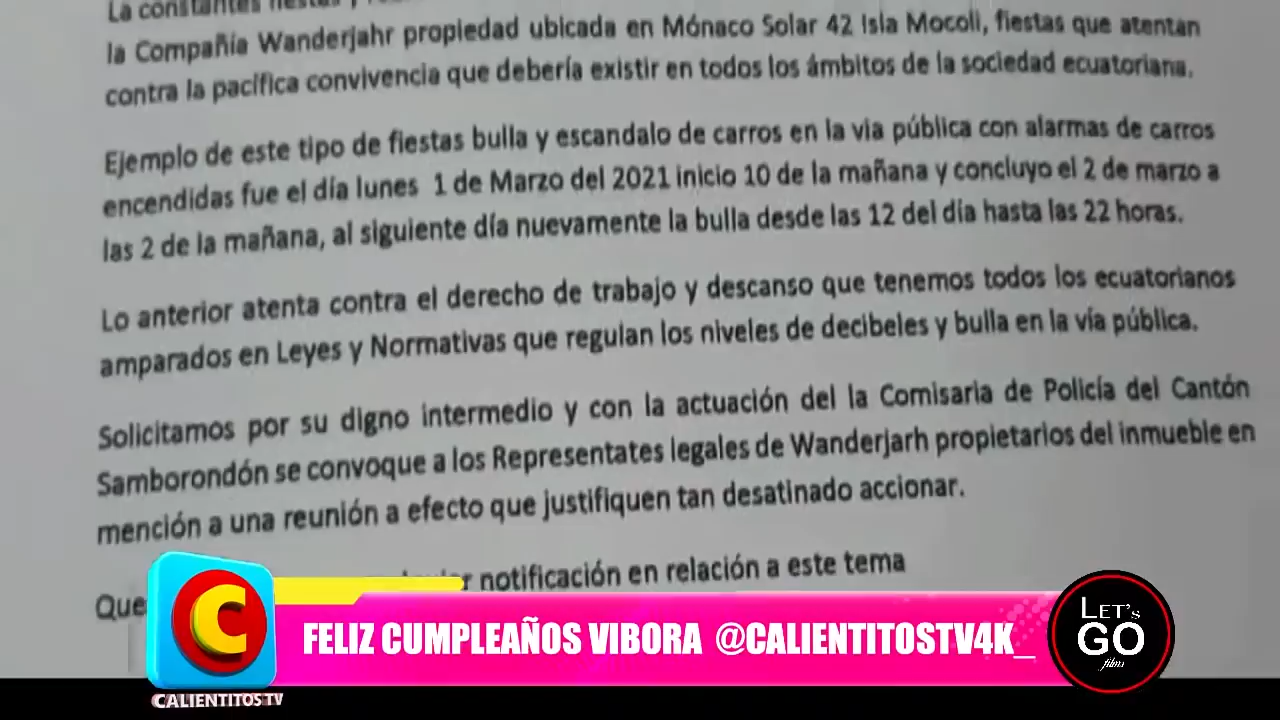 La constantes fiestas y
la Compañía Wanderjahr propiedad ubicada en Mónaco Solar 42 Isla Mocoli, fiestas que atentan
contra la pacífica convivencia que debería existir en todos los ámbitos de la sociedad ecuatoriana.
Ejemplo de este tipo de fiestas bulla y escandalo de carros en la via pública con alarmas de carros
encendidas fue el día lunes 1 de Marzo del 2021 inicio 10 de la mañana y concluyo el 2 de marzo a
las 2 de la mañana, al siguiente día nuevamente la bulla desde las 12 del día hasta las 22 horas.
Lo anterior atenta contra el derecho de trabajo y descanso que tenemos todos los ecuatorianos
amparados en Leyes y Normativas que regulan los niveles de decibeles y bulla en la vía pública.
Solicitamos por su digno intermedio y con la actuación del la Comisaria de Policía del Cantón
Samborondón se convoque a los Representates legales de Wanderjarh propietarios del inmueble en
mención a una reunión a efecto que justifiquen tan desatinado accionar.
Que notificación en relación a este tema
C
CALIENTITOS TV
FELIZ CUMPLEAÑOS VIBORA @CALIENTITOSTV4K_
LET'S
GO
films